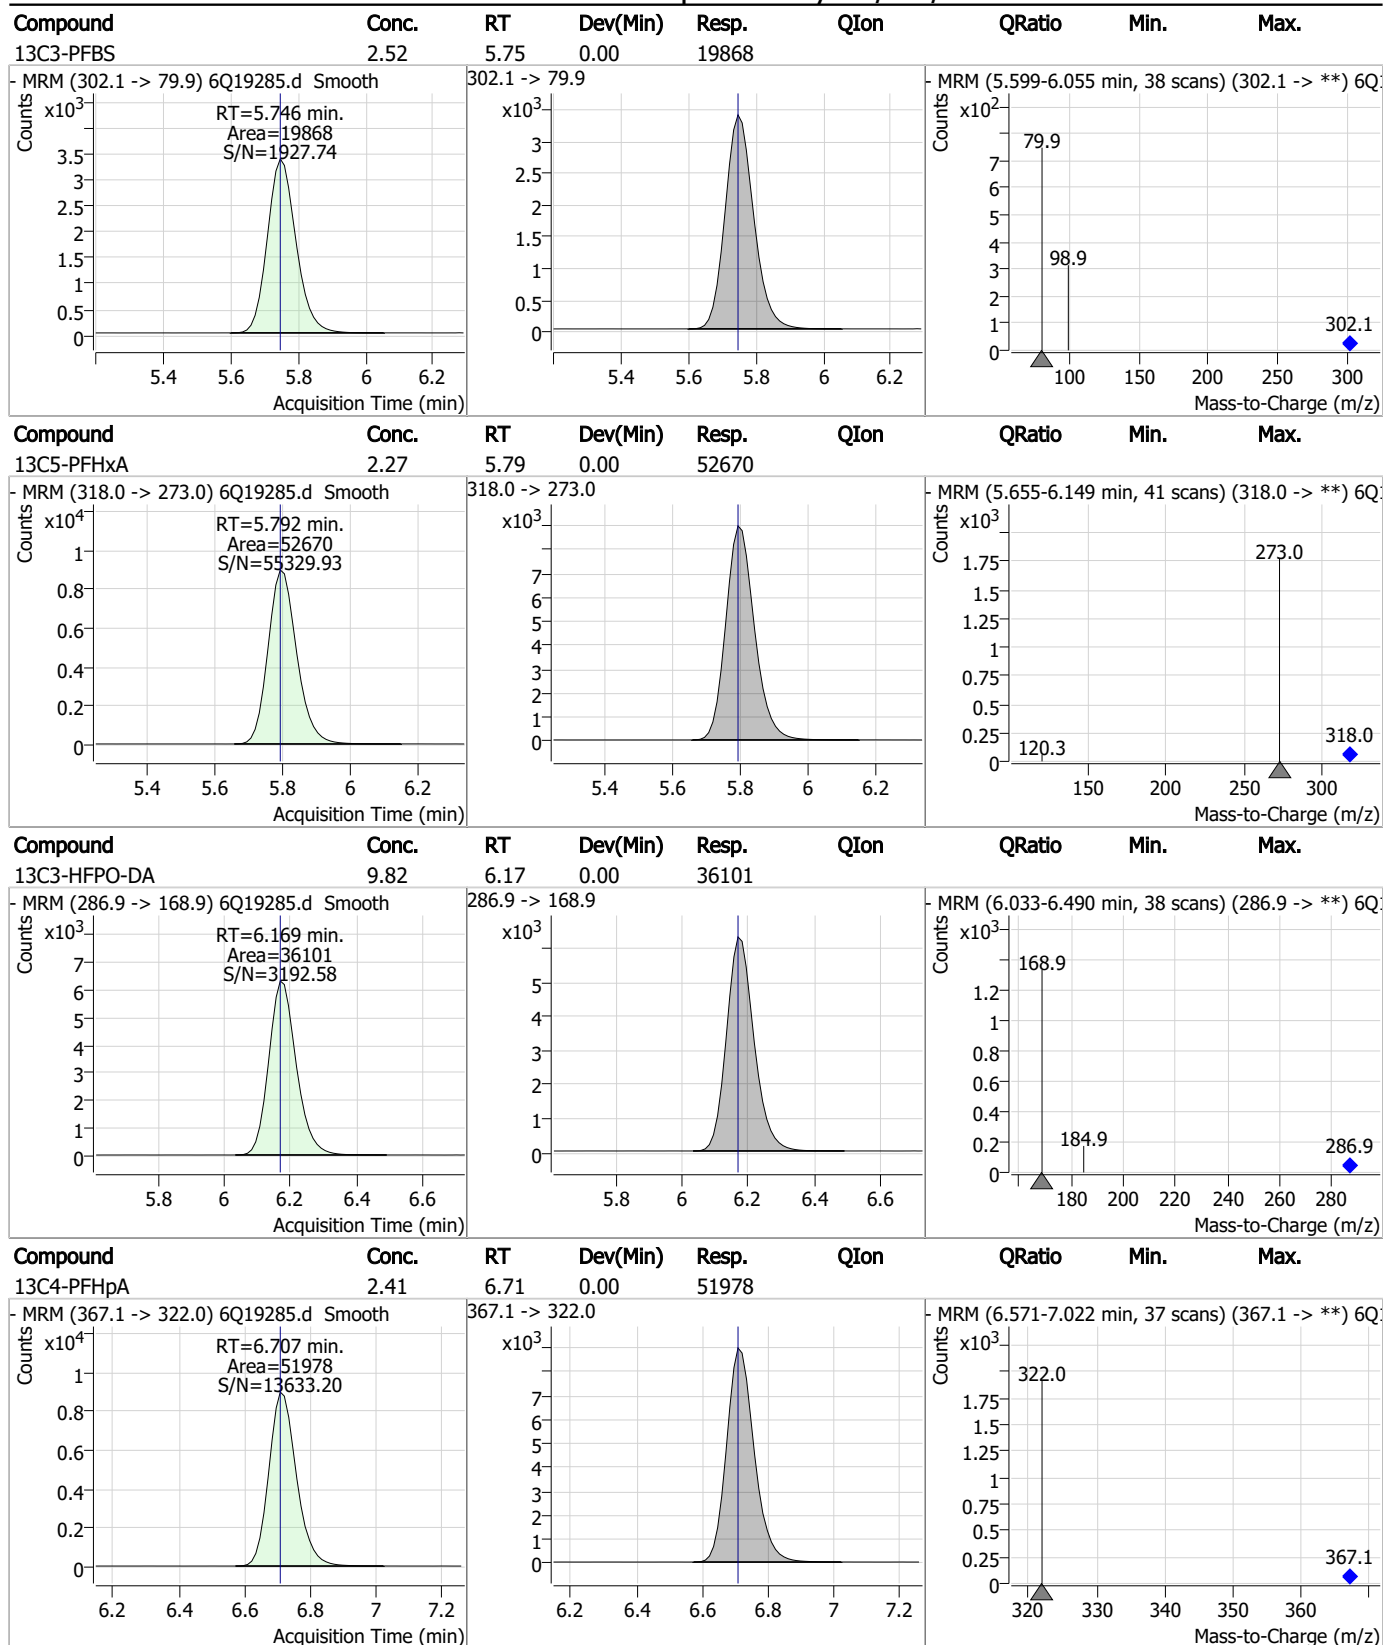 Compound Conc. RT Dev(Min) Resp. QIon QRatio Min. Max.
13C3-PFBS 2.52 5.75 0.00 19868
- MRM (302.1 -> 79.9) 6Q19285.d Smooth
Counts
x10³
3.5
3
2.5
2
1.5
1
0.5
0
RT=5.746 min.
Area=19868
S/N=1927.74
5.4 5.6 5.8 6 6.2
Acquisition Time (min)
302.1 -> 79.9
x10³
3
2.5
2
1.5
1
0.5
0
5.4 5.6 5.8 6 6.2
- MRM (5.599-6.055 min, 38 scans) (302.1 -> **) 6Q
Counts
x10²
7
6
5
4
3
2
1
0
79.9
98.9
302.1
100 150 200 250 300
Mass-to-Charge (m/z)
Compound Conc. RT Dev(Min) Resp. QIon QRatio Min. Max.
13C5-PFHxA 2.27 5.79 0.00 52670
- MRM (318.0 -> 273.0) 6Q19285.d Smooth
Counts
x10⁴
1
0.8
0.6
0.4
0.2
0
RT=5.792 min.
Area=52670
S/N=55329.93
5.4 5.6 5.8 6 6.2
Acquisition Time (min)
318.0 -> 273.0
x10³
7
6
5
4
3
2
1
0
5.4 5.6 5.8 6 6.2
- MRM (5.655-6.149 min, 41 scans) (318.0 -> **) 6Q
Counts
x10³
1.75
1.5
1.25
1
0.75
0.5
0.25
0
273.0
120.3
318.0
150 200 250 300
Mass-to-Charge (m/z)
Compound Conc. RT Dev(Min) Resp. QIon QRatio Min. Max.
13C3-HFPO-DA 9.82 6.17 0.00 36101
- MRM (286.9 -> 168.9) 6Q19285.d Smooth
Counts
x10³
7
6
5
4
3
2
1
0
RT=6.169 min.
Area=36101
S/N=3192.58
5.8 6 6.2 6.4 6.6
Acquisition Time (min)
286.9 -> 168.9
x10³
5
4
3
2
1
0
5.8 6 6.2 6.4 6.6
- MRM (6.033-6.490 min, 38 scans) (286.9 -> **) 6Q
Counts
x10³
1.2
1
0.8
0.6
0.4
0.2
0
168.9
184.9
286.9
180 200 220 240 260 280
Mass-to-Charge (m/z)
Compound Conc. RT Dev(Min) Resp. QIon QRatio Min. Max.
13C4-PFHpA 2.41 6.71 0.00 51978
- MRM (367.1 -> 322.0) 6Q19285.d Smooth
Counts
x10⁴
1
0.8
0.6
0.4
0.2
0
RT=6.707 min.
Area=51978
S/N=13633.20
6.2 6.4 6.6 6.8 7 7.2
Acquisition Time (min)
367.1 -> 322.0
x10³
7
6
5
4
3
2
1
0
6.2 6.4 6.6 6.8 7 7.2
- MRM (6.571-7.022 min, 37 scans) (367.1 -> **) 6Q
Counts
x10³
1.75
1.5
1.25
1
0.75
0.5
0.25
0
322.0
367.1
320 330 340 350 360
Mass-to-Charge (m/z)